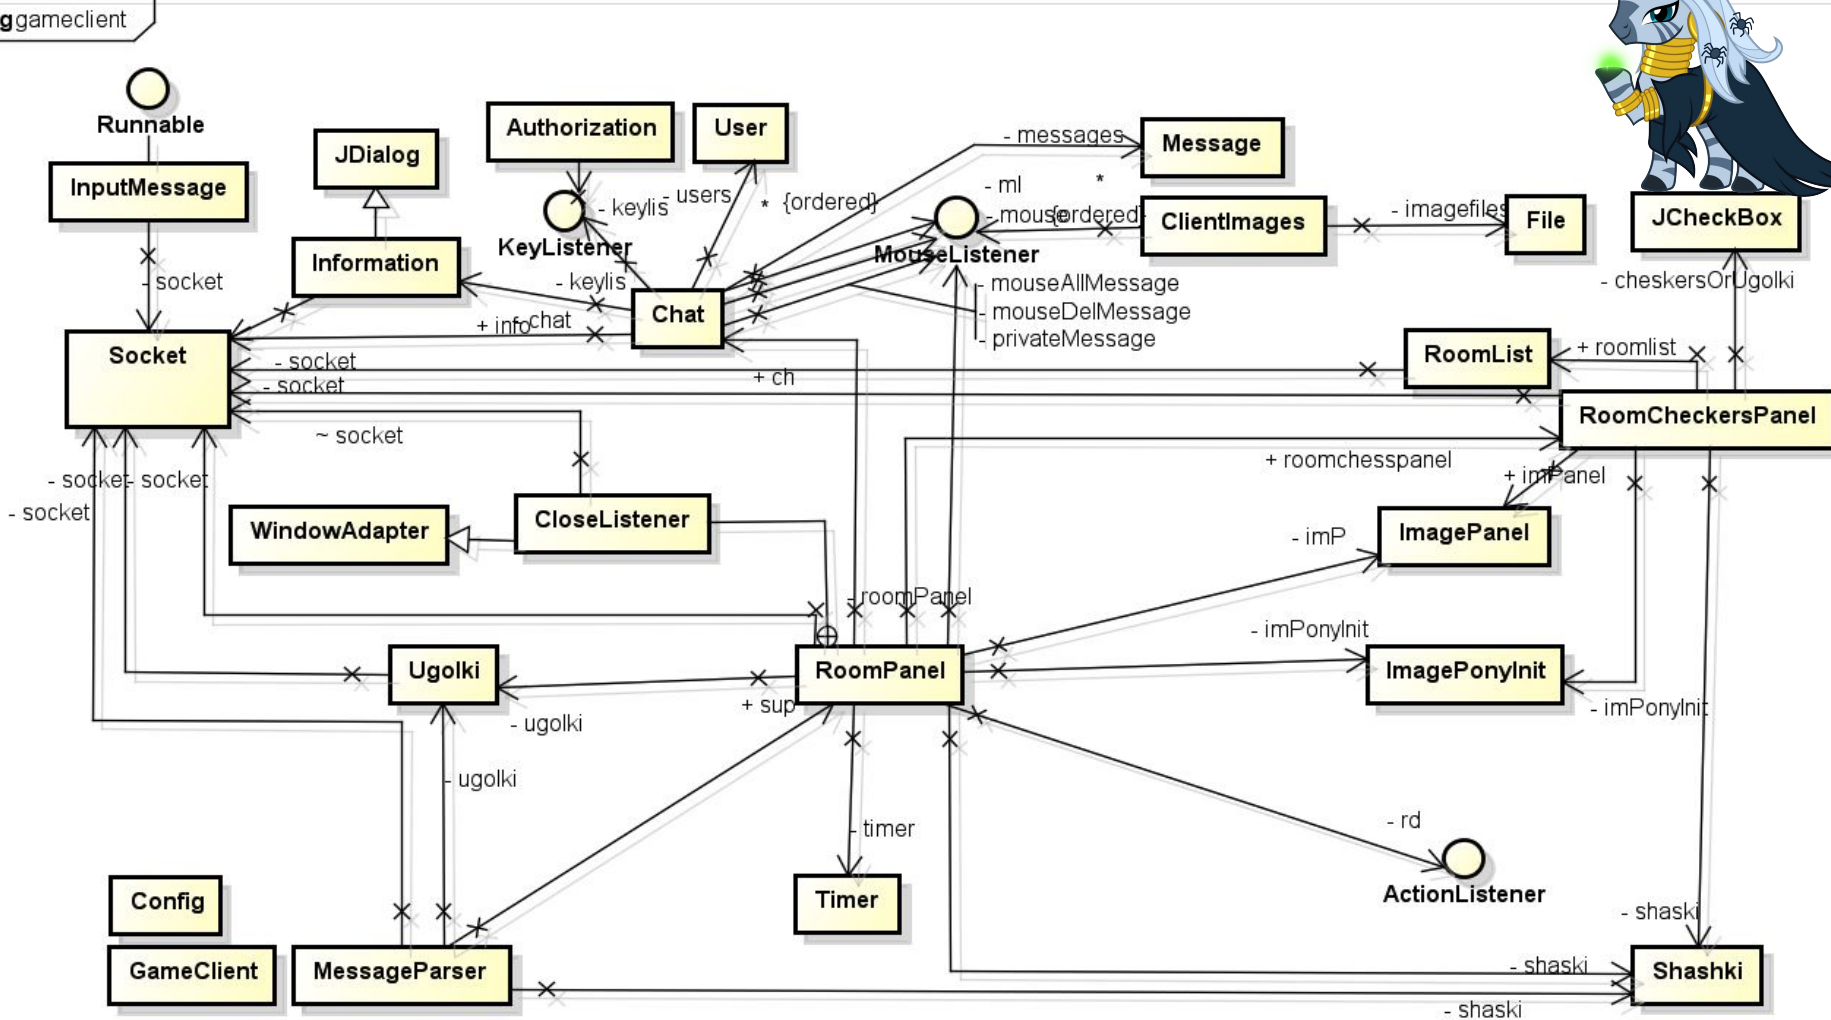 ggameclient
Runnable
InputMessage
JDialog
Authorization
User
- messages
Message
- keylis
- users
* {ordered}
- ml
*
- mouse
{ordered}
ClientImages
- imagefiles
File
JCheckBox
KeyListener
MouseListener
Information
- socket
- keylis
Chat
- mouseAllMessage
- mouseDelMessage
- privateMessage
- cheskersOrUgolki
+ info
- chat
Socket
- socket
- socket
+ ch
RoomList
+ roomlist
RoomCheckersPanel
~ socket
+ roomchesspanel
+ imPanel
- socket
- socket
- socket
WindowAdapter
CloseListener
- imP
ImagePanel
- roomPanel
- imPonyInit
Ugolki
RoomPanel
ImagePonyInit
+ sup
- ugolki
- imPonyInit
- ugolki
- timer
- rd
Timer
ActionListener
Config
- shaski
GameClient
MessageParser
- shaski
Shashki
- shaski